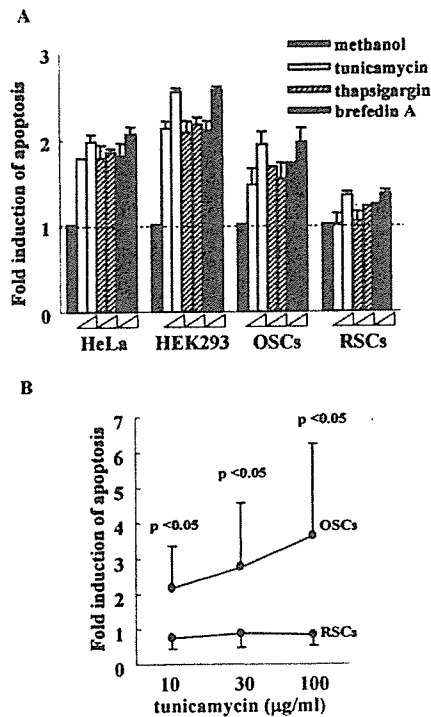 A
3
2
1
0
Fold induction of apoptosis
methanol
tunicamycin
thapsigargin
brefedin A
HeLa HEK293 OSCs RSCs
B
7
6
5
4
3
2
1
0
Fold induction of apoptosis
p <0.05
p <0.05
p <0.05
OSCs
RSCs
10 30 100
tunicamycin (μg/ml)